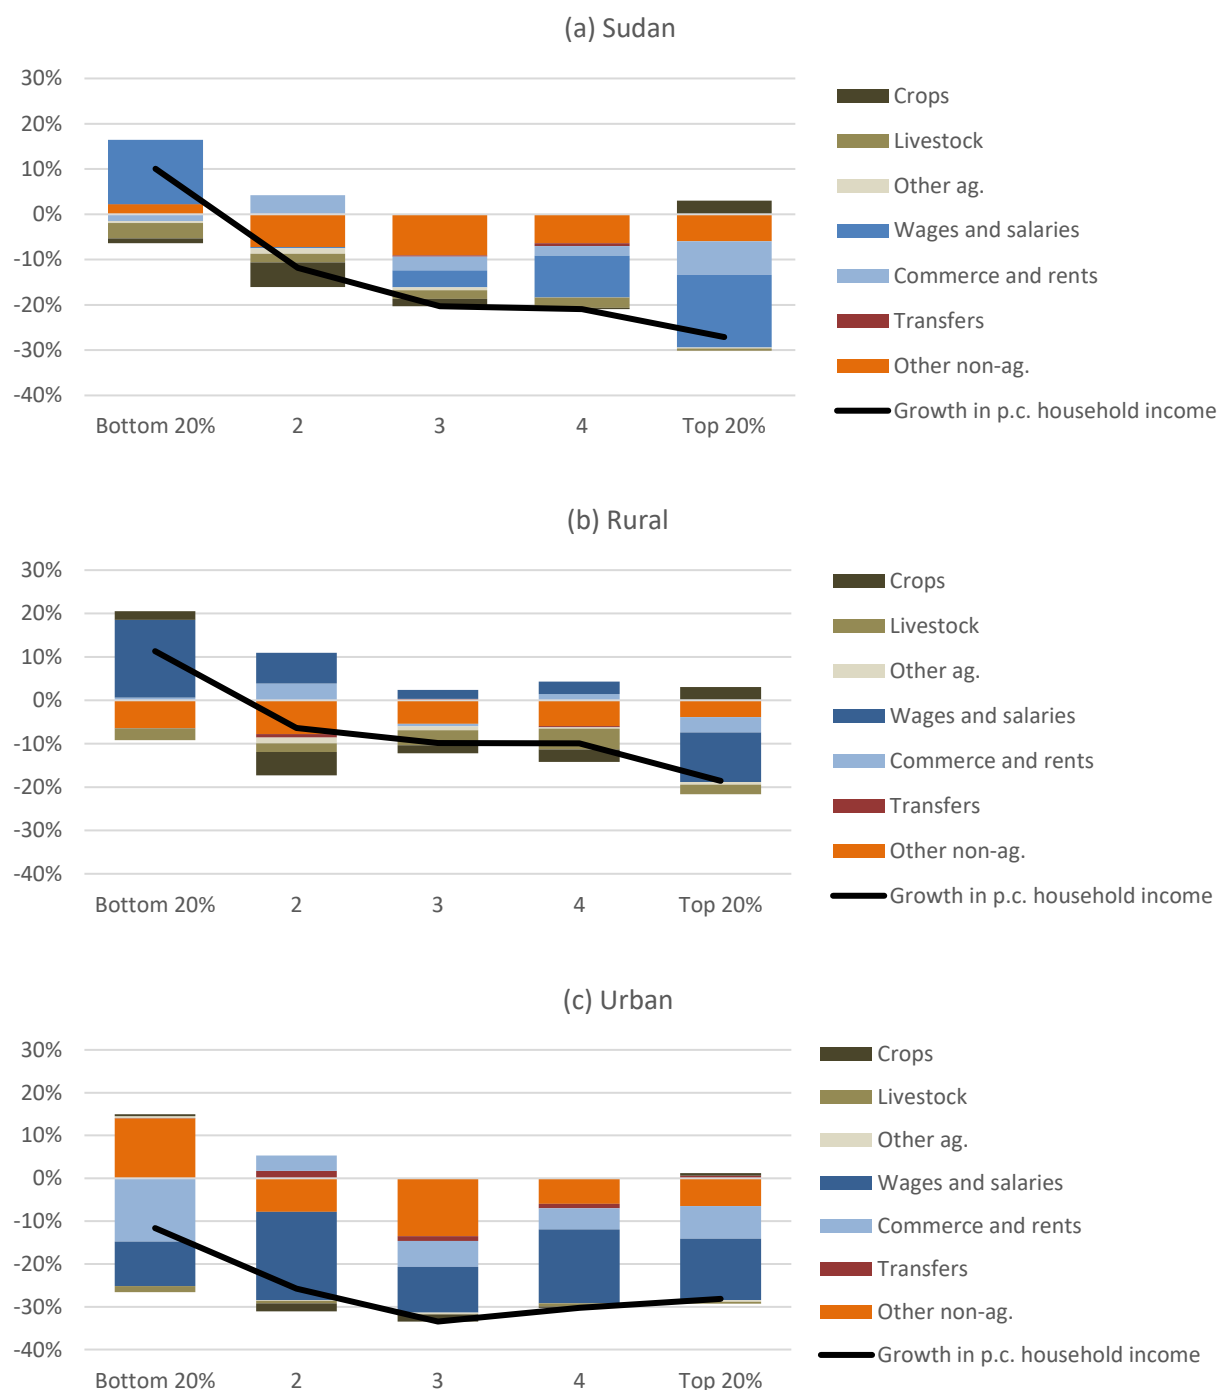 (a) Sudan
30%
20%
10%
0%
-10%
-20%
-30%
-40%
Bottom 20% 2 3 4 Top 20%
Crops
Livestock
Other ag.
Wages and salaries
Commerce and rents
Transfers
Other non-ag.
Growth in p.c. household income
(b) Rural
30%
20%
10%
0%
-10%
-20%
-30%
-40%
Bottom 20% 2 3 4 Top 20%
Crops
Livestock
Other ag.
Wages and salaries
Commerce and rents
Transfers
Other non-ag.
Growth in p.c. household income
(c) Urban
30%
20%
10%
0%
-10%
-20%
-30%
-40%
Bottom 20% 2 3 4 Top 20%
Crops
Livestock
Other ag.
Wages and salaries
Commerce and rents
Transfers
Other non-ag.
Growth in p.c. household income